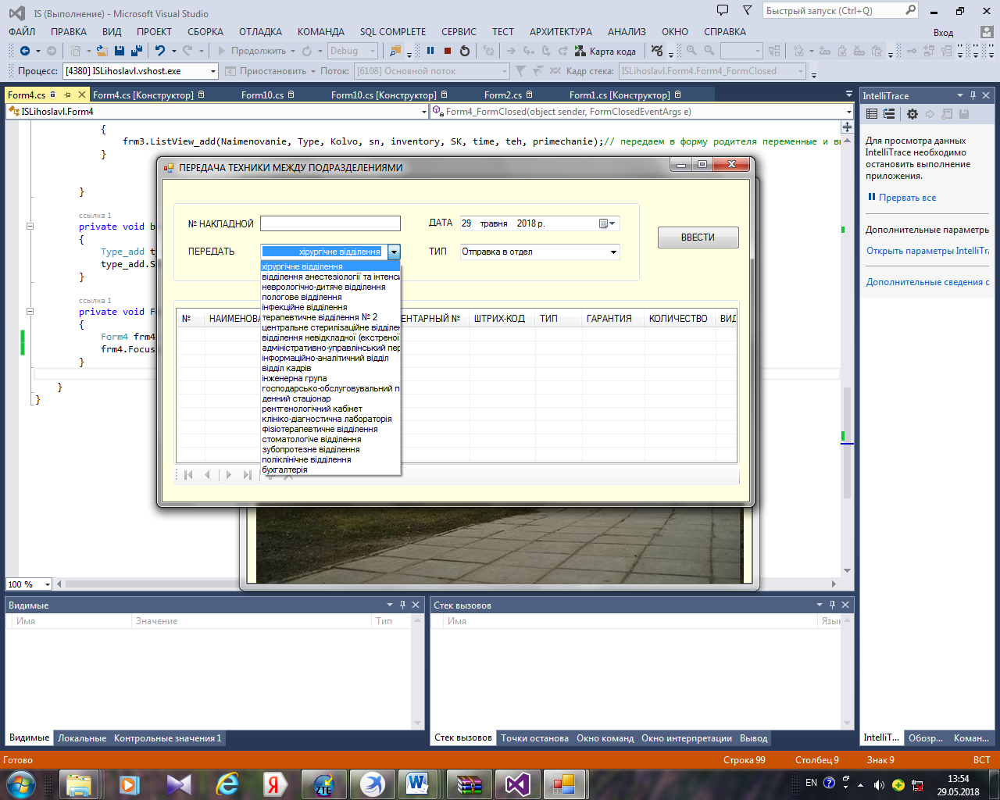 IS (Выполнение) - Microsoft Visual Studio
Быстрый запуск (Ctrl+Q)
ФАЙЛ ПРАВКА ВИД ПРОЕКТ СБОРКА ОТЛАДКА КОМАНДА SQL COMPLETE СЕРВИС ТЕСТ АРХИТЕКТУРА АНАЛИЗ ОКНО СПРАВКА Вход
Продолжить Debug Карта кода
Процесс: [4380] ISLihoslavl.vshost.exe Приостановить Поток: [6108] Основной поток Кадр стека: ISLihoslavl.Form4.Form4_FormClosed
Form4.cs Form4.cs [Конструктор] Form10.cs Form10.cs [Конструктор] Form2.cs Form1.cs [Конструктор]
ISLihoslavl.Form4 Form4_FormClosed(object sender, FormClosedEventArgs e)
{
frm3.ListView_add(Naimenovanie, Type, Kolvo, sn, inventory, SK, time, teh, primechanie);// передаем в форму родителя переменные и вы
}
}
ссылка 1
private void b
{
Type_add t
type_add.S
}
ссылка 1
private void F
{
Form4 frm4
frm4.Focus
}
}
}
100 %
ПЕРЕДАЧА ТЕХНИКИ МЕЖДУ ПОДРАЗДЕЛЕНИЯМИ
№ НАКЛАДНОЙ ДАТА 29 травня 2018 р.
ВВЕСТИ
ПЕРЕДАТЬ хірургічне відділення ТИП Отправка в отдел
хірургічне відділення
відділення анестезіології та інтенси
неврологічно-дитяче відділення
пологове відділення
інфекційне відділення
терапевтичне відділення № 2
центральне стерилізаційне відділен
відділення невідкладної (екстреної
адміністративно-управлінський пер
інформаційно-аналітичний відділ
відділ кадрів
інженерна група
господарсько-обслуговувальний п
денний стаціонар
рентгенологічний кабінет
клініко-діагностична лабораторія
Фізіотерапевтичне відділення
стоматологічне відділення
зубопротезне відділення
поліклінічне відділення
бухгалтерія
№ НАИМЕНОВА ЕНТАРНЫЙ № ШТРИХ-КОД ТИП ГАРАНТИЯ КОЛИЧЕСТВО ВИД
IntelliTrace
Для просмотра данных
IntelliTrace необходимо
остановить выполнение
приложения.
Прервать все
Дополнительные параметры
Открыть параметры IntelliTra
Дополнительные сведения о
IntelliT... Обозр... Коман...
Видимые
Имя Значение Тип
Видимые Локальные Контрольные значения 1
Стек вызовов
Имя Язык
Стек вызовов Точки останова Окно команд Окно интерпретации Вывод
Готово Строка 99 Столбец 9 Знак 9 ВСТ
Я ZTE W
EN 13:54
29.05.2018